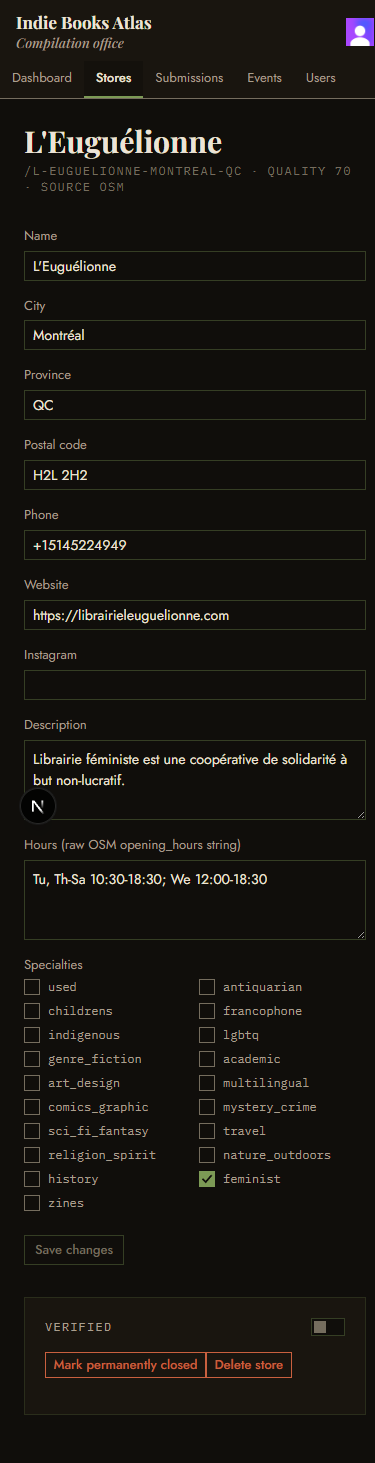 Indie Books Atlas
Compilation office
Dashboard Stores Submissions Events Users
L'Euguélionne
/L-EUGUELIONNE-MONTREAL-QC · QUALITY 70
· SOURCE OSM
Name
L'Euguélionne
City
Montréal
Province
QC
Postal code
H2L 2H2
Phone
+15145224949
Website
https://librairieleuguelionne.com
Instagram
Description
Librairie féministe est une coopérative de solidarité à
but non-lucratif.
N
Hours (raw OSM opening_hours string)
Tu, Th-Sa 10:30-18:30; We 12:00-18:30
Specialties
used antiquarian
childrens francophone
indigenous lgbtq
genre_fiction academic
art_design multilingual
comics_graphic mystery_crime
sci_fi_fantasy travel
religion_spirit nature_outdoors
history feminist
zines
Save changes
VERIFIED
Mark permanently closed Delete store